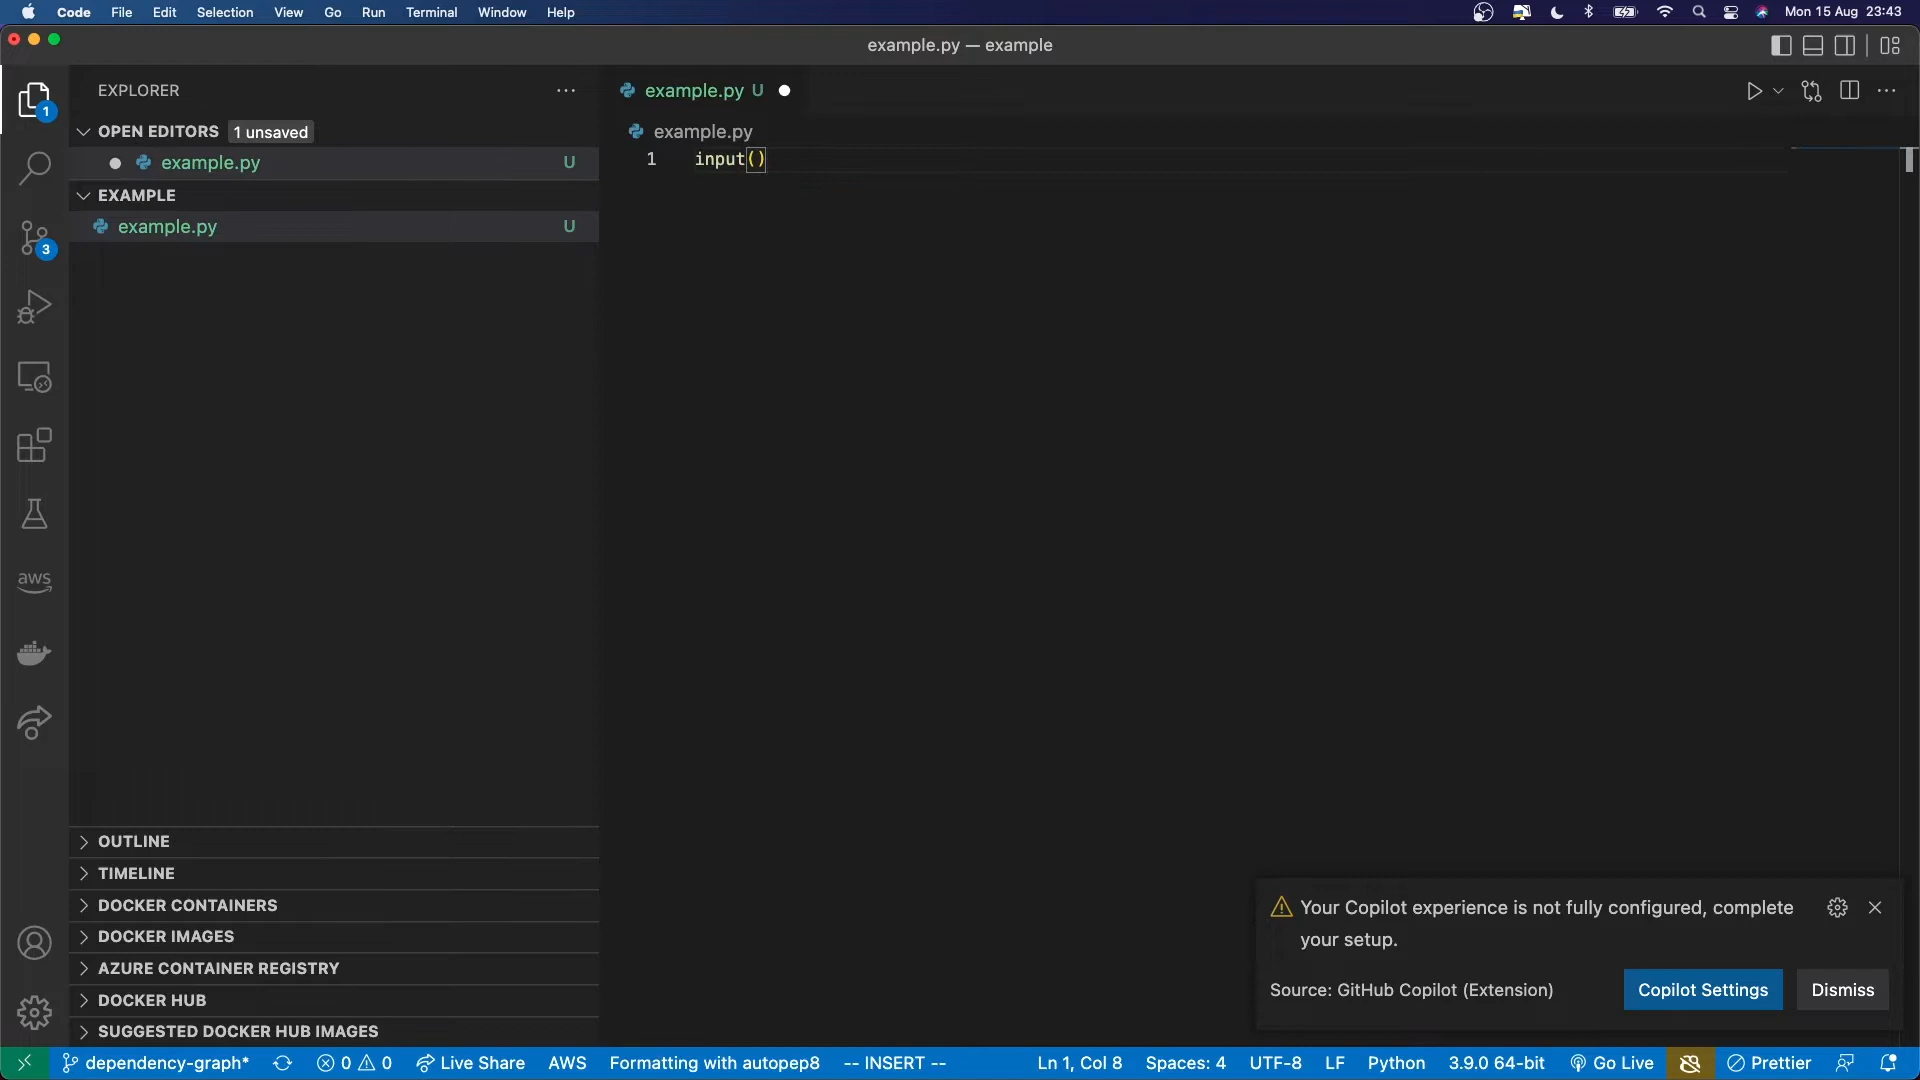 Code File Edit Selection View Go Run Terminal Window Help Mon 15 Aug 23:43
example.py — example
EXPLORER
example.py U
1
OPEN EDITORS 1 unsaved
example.py
example.py U
1 input()
EXAMPLE
example.py U
3
aws
OUTLINE
TIMELINE
DOCKER CONTAINERS
DOCKER IMAGES
AZURE CONTAINER REGISTRY
DOCKER HUB
SUGGESTED DOCKER HUB IMAGES
Your Copilot experience is not fully configured, complete
your setup.
Source: GitHub Copilot (Extension) Copilot Settings Dismiss
dependency-graph* 0 0 Live Share AWS Formatting with autopep8 -- INSERT -- Ln 1, Col 8 Spaces: 4 UTF-8 LF Python 3.9.0 64-bit Go Live Prettier